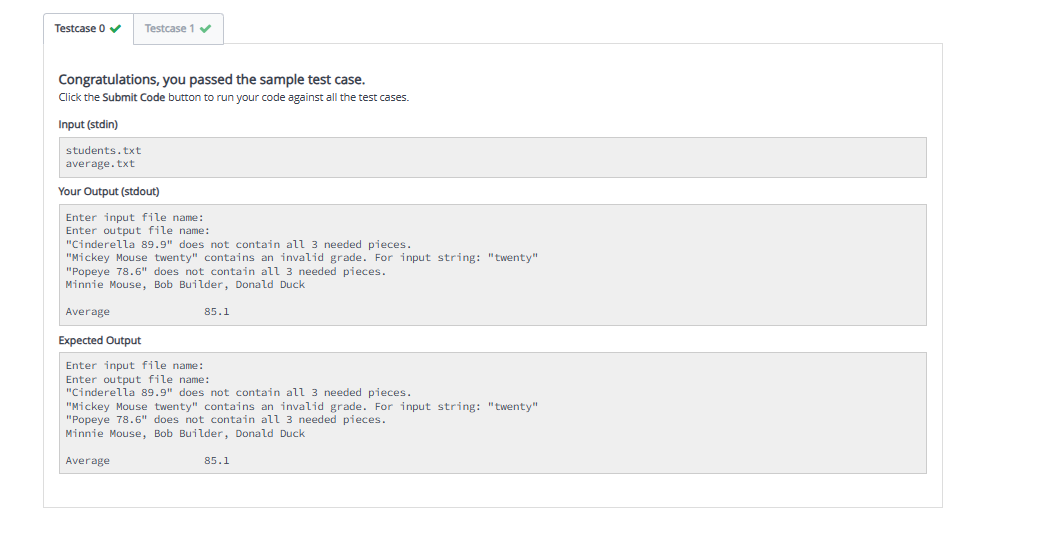 Testcase 0 Testcase 1
Congratulations, you passed the sample test case.
Click the Submit Code button to run your code against all the test cases.
Input (stdin)
students.txt
average.txt
Your Output (stdout)
Enter input file name:
Enter output file name:
"Cinderella 89.9" does not contain all 3 needed pieces.
"Mickey Mouse twenty" contains an invalid grade. For input string: "twenty"
"Popeye 78.6" does not contain all 3 needed pieces.
Minnie Mouse, Bob Builder, Donald Duck
Average 85.1
Expected Output
Enter input file name:
Enter output file name:
"Cinderella 89.9" does not contain all 3 needed pieces.
"Mickey Mouse twenty" contains an invalid grade. For input string: "twenty"
"Popeye 78.6" does not contain all 3 needed pieces.
Minnie Mouse, Bob Builder, Donald Duck
Average 85.1